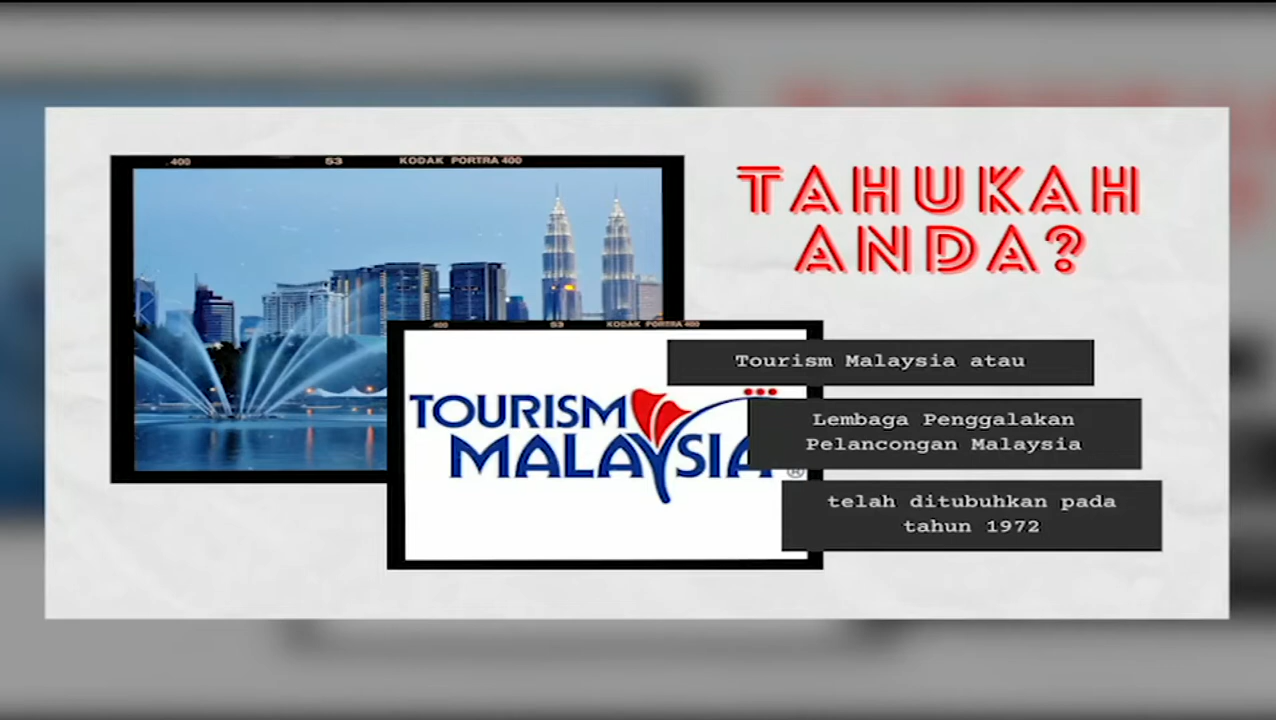 400 53 KODAK PORTRA 400
TAHUKAH
ANDA?
400 53 KODAK PORTRA 400
TOURISM
MALAYSIA
®
Tourism Malaysia atau
Lembaga Penggalakan
Pelancongan Malaysia
telah ditubuhkan pada
tahun 1972